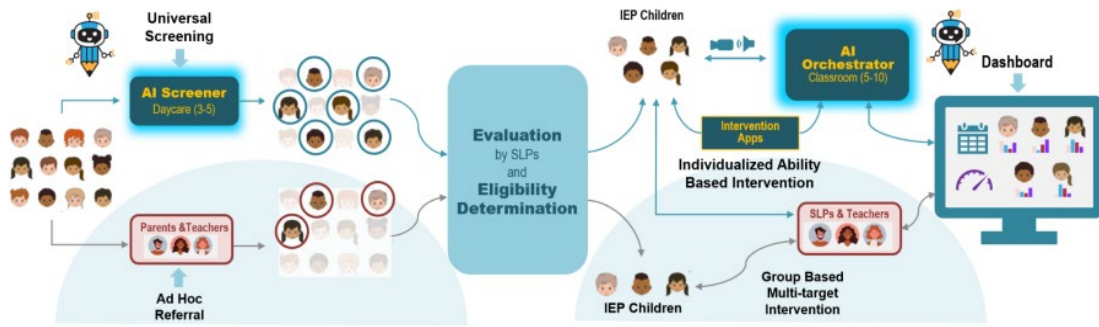 Universal
Screening
AI Screener
Daycare (3-5)
Parents &Teachers
Ad Hoc
Referral
Evaluation
by SLPs
and
Eligibility
Determination
IEP Children
AI
Orchestrator
Classroom (5-10)
Dashboard
Intervention
Apps
Individualized Ability
Based Intervention
SLPs & Teachers
IEP Children
Group Based
Multi-target
Intervention